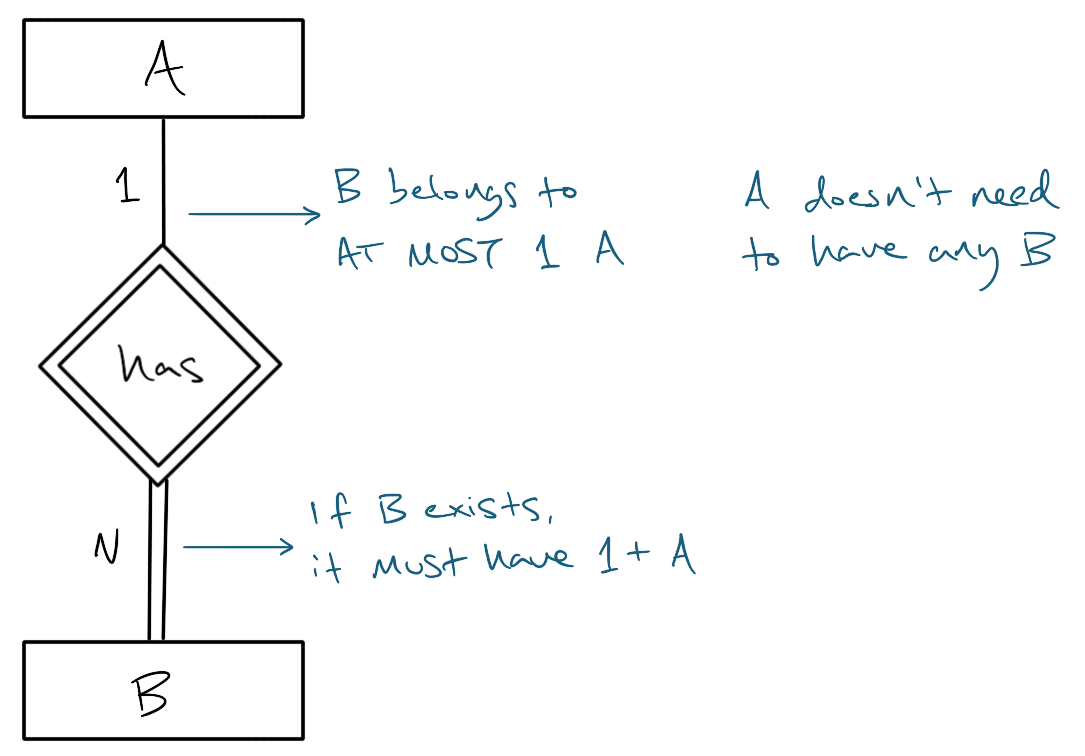 A
1
B belongs to
AT MOST 1 A
A doesn't need
to have any B
has
N
If B exists,
it must have 1+ A
B